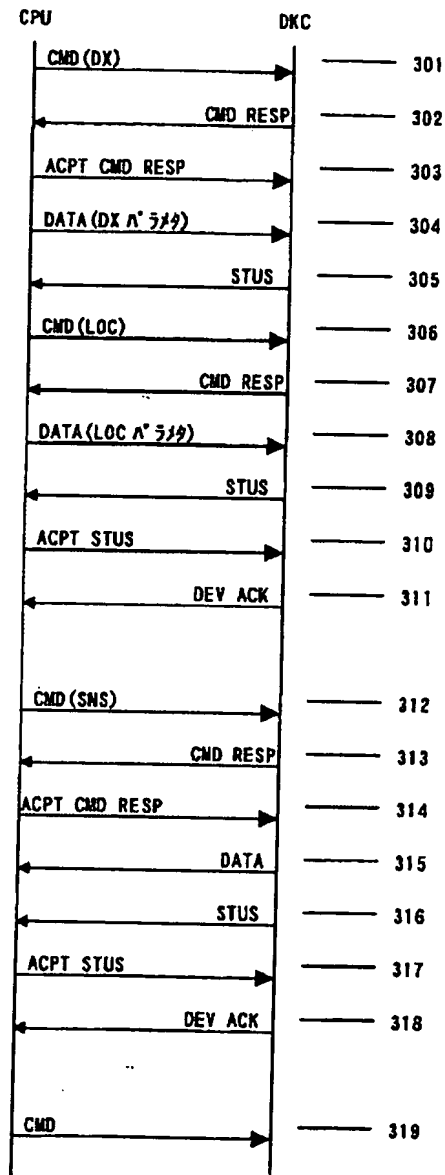 CPU DKC
CMD(DX) 301
CMD RESP 302
ACPT CMD RESP 303
DATA(DX パラメタ) 304
STUS 305
CMD(LOC) 306
CMD RESP 307
DATA(LOC パラメタ) 308
STUS 309
ACPT STUS 310
DEV ACK 311
CMD(SNS) 312
CMD RESP 313
ACPT CMD RESP 314
DATA 315
STUS 316
ACPT STUS 317
DEV ACK 318
CMD 319